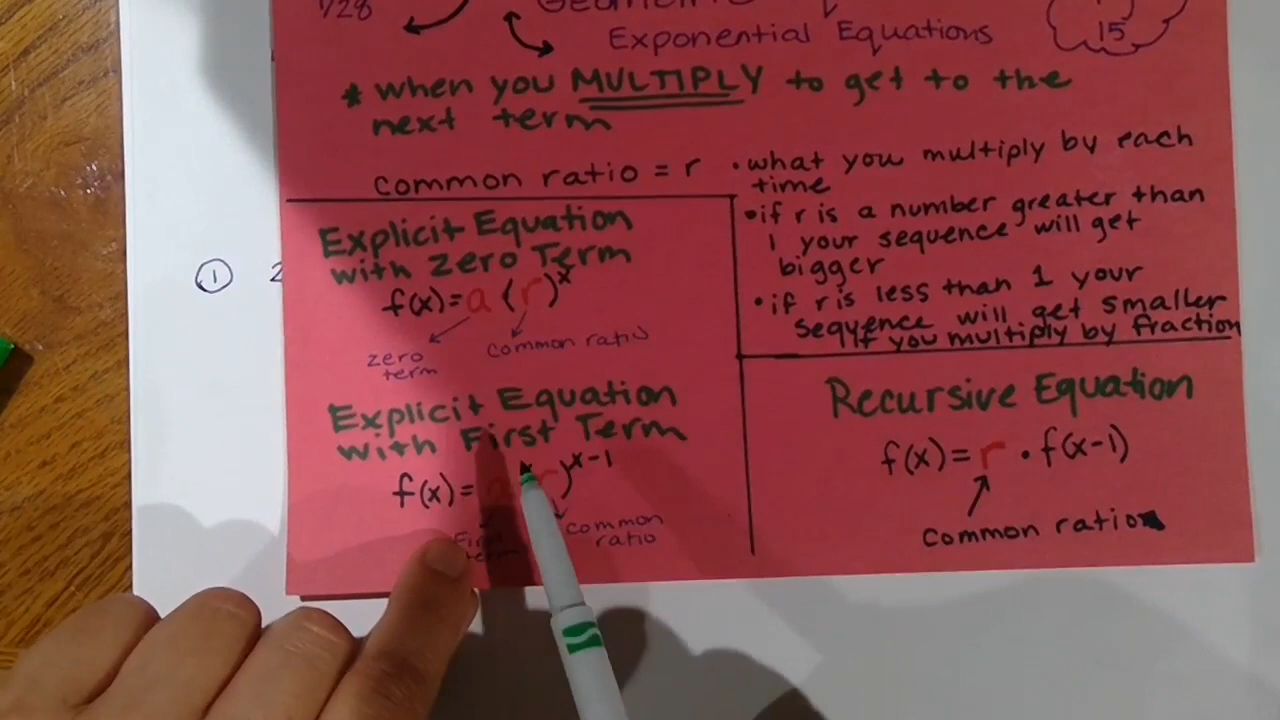 1/28
Geometric
Exponential Equations
15
* when you MULTIPLY to get to the
next term
common ratio = r
• what you multiply by each
time
• if r is a number greater than
1 your sequence will get
bigger
• if r is less than 1 your
sequence will get smaller
if you multiply by fraction
Explicit Equation
with Zero Term
f(x) = a (r)^x
zero
term
common ratio
Explicit Equation
with First Term
f(x) = a (r)^x-1
First
term
common
ratio
Recursive Equation
f(x) = r • f(x-1)
common ratio
1